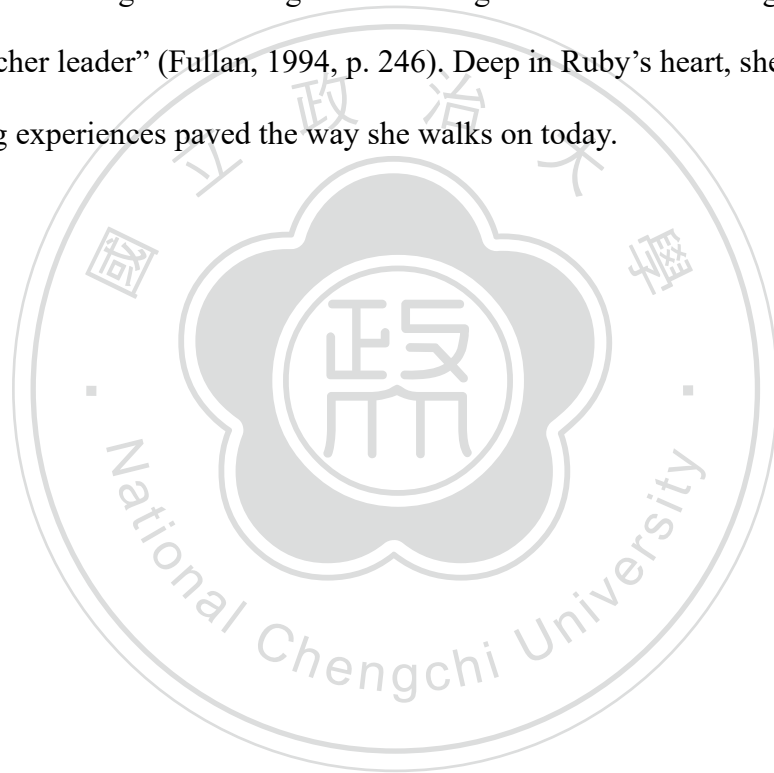 cher leader” (Fullan, 1994, p. 246). Deep in Ruby’s heart, she
g experiences paved the way she walks on today.
國立政治大學
政
National Chengchi University